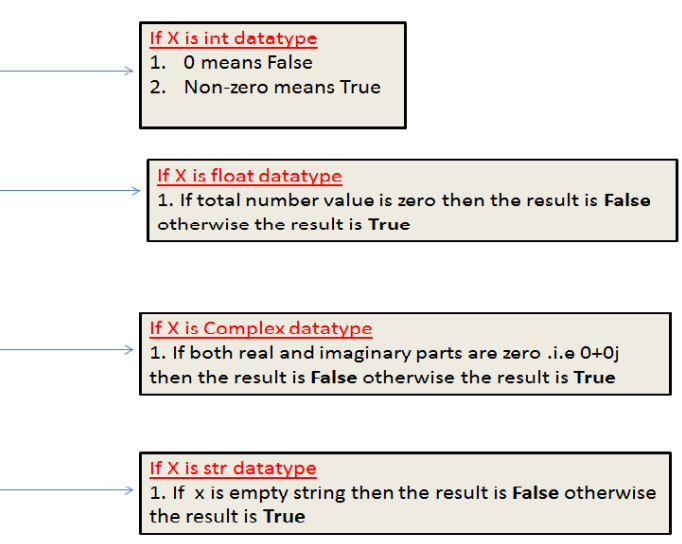 If X is int datatype
1. 0 means False
2. Non-zero means True
If X is float datatype
1. If total number value is zero then the result is False
otherwise the result is True
If X is Complex datatype
1. If both real and imaginary parts are zero .i.e 0+0j
then the result is False otherwise the result is True
If X is str datatype
1. If x is empty string then the result is False otherwise
the result is True